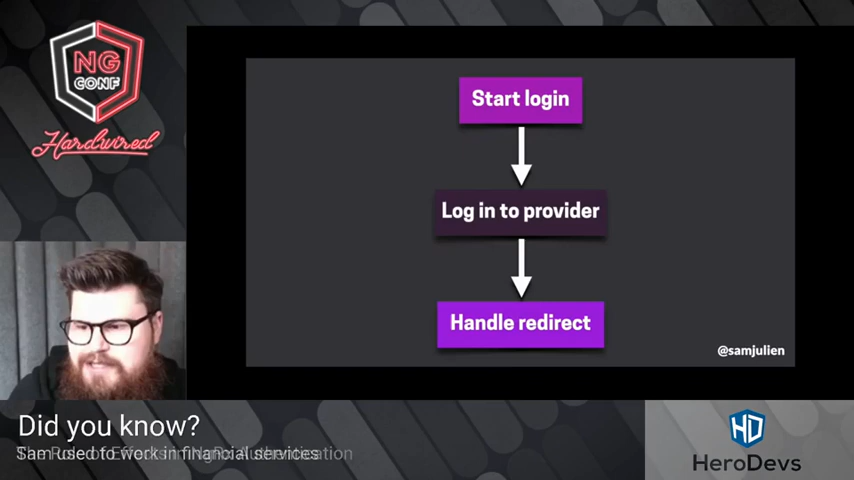 NG
CONF
Hardwired
Start login
Log in to provider
Handle redirect
@samjulien
Did you know?
HD
HeroDevs